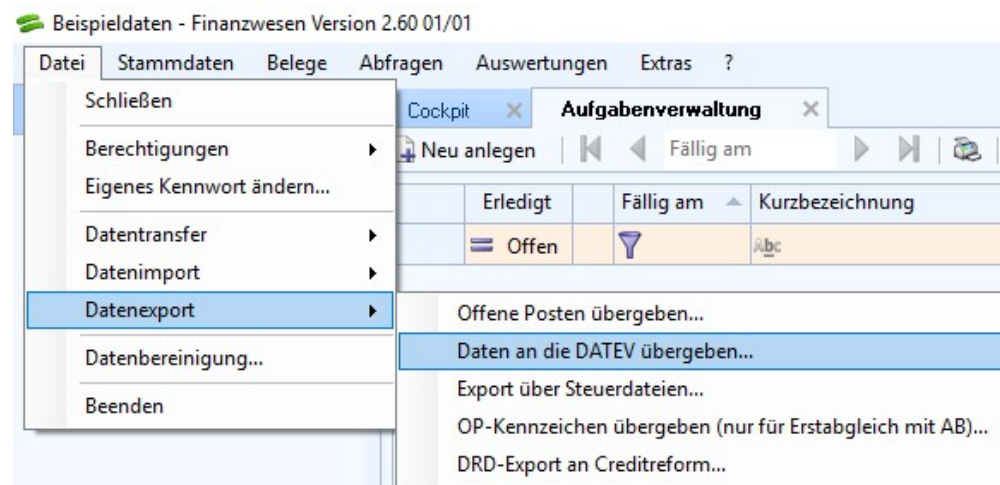 Beispieldaten - Finanzwesen Version 2.60 01/01
Datei Stammdaten Belege Abfragen Auswertungen Extras ?
Schließen
Berechtigungen
Eigenes Kennwort ändern...
Datentransfer
Datenimport
Datenexport
Datenbereinigung...
Beenden
Cockpit Aufgabenverwaltung
Neu anlegen Fällig am
Erledigt Fällig am Kurzbezeichnung
Offen Abc
Offene Posten übergeben...
Daten an die DATEV übergeben...
Export über Steuerdateien...
OP-Kennzeichen übergeben (nur für Erstabgleich mit AB)...
DRD-Export an Creditreform...